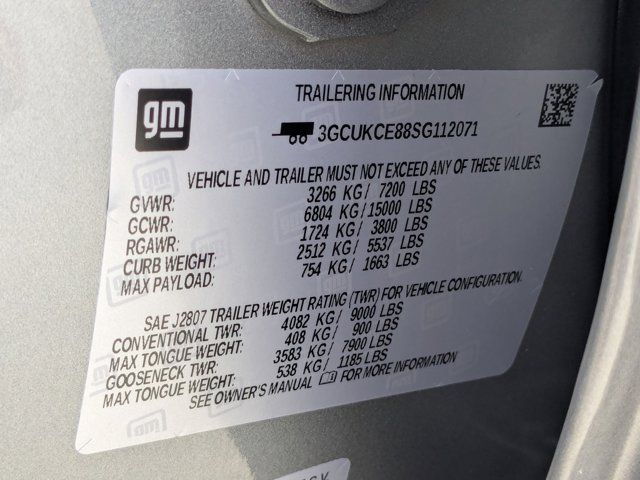 gm
TRAILERING INFORMATION
3GCUKCE88SG112071
VEHICLE AND TRAILER MUST NOT EXCEED ANY OF THESE VALUES.
GVWR: 3266 KG/ 7200 LBS
GCWR: 6804 KG/ 15000 LBS
RGAWR: 1724 KG/ 3800 LBS
CURB WEIGHT: 2512 KG/ 5537 LBS
MAX PAYLOAD: 754 KG/ 1663 LBS
SAE J2807 TRAILER WEIGHT RATING (TWR) FOR VEHICLE CONFIGURATION.
CONVENTIONAL TWR: 4082 KG/ 9000 LBS
MAX TONGUE WEIGHT: 408 KG/ 900 LBS
GOOSENECK TWR: 3583 KG/ 7900 LBS
MAX TONGUE WEIGHT: 538 KG/ 1185 LBS
SEE OWNER'S MANUAL FOR MORE INFORMATION